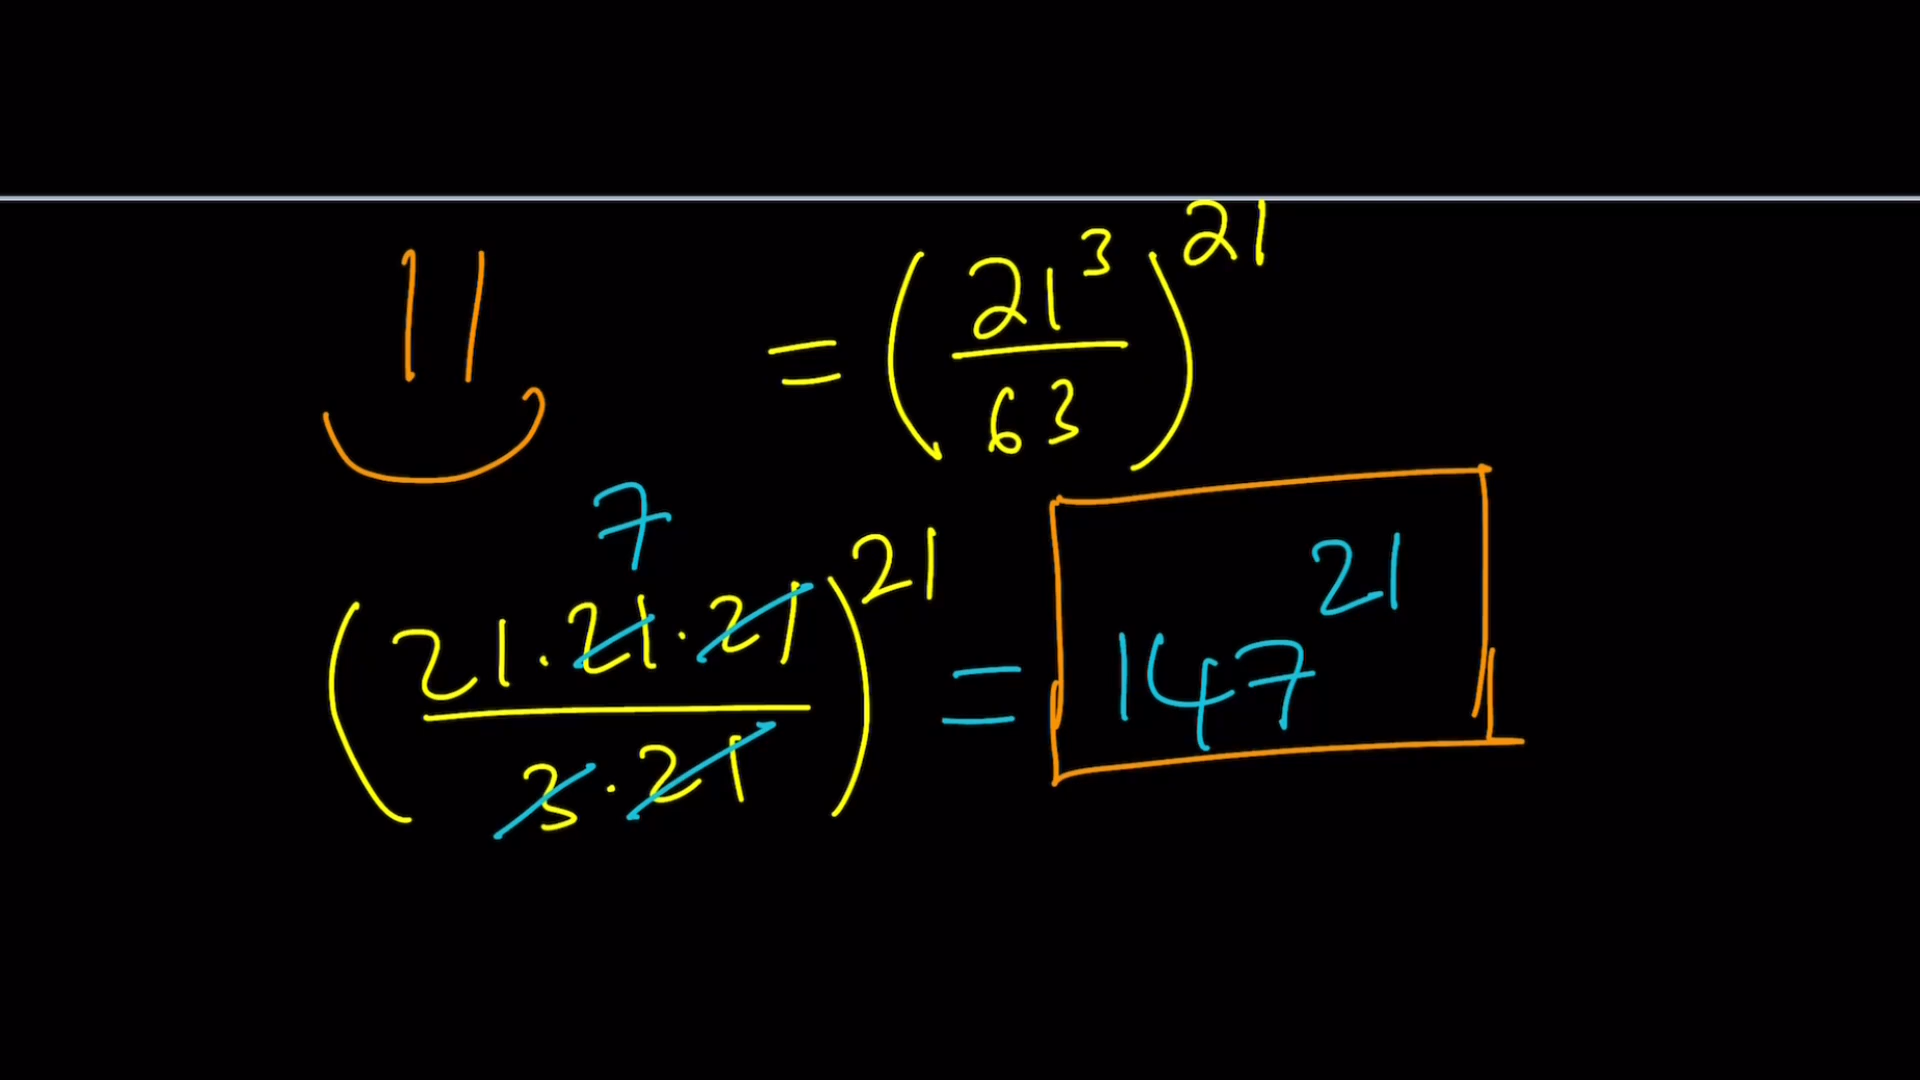 = (21³/63)²¹
7
(21·21·21/3·21)²¹ = 147²¹